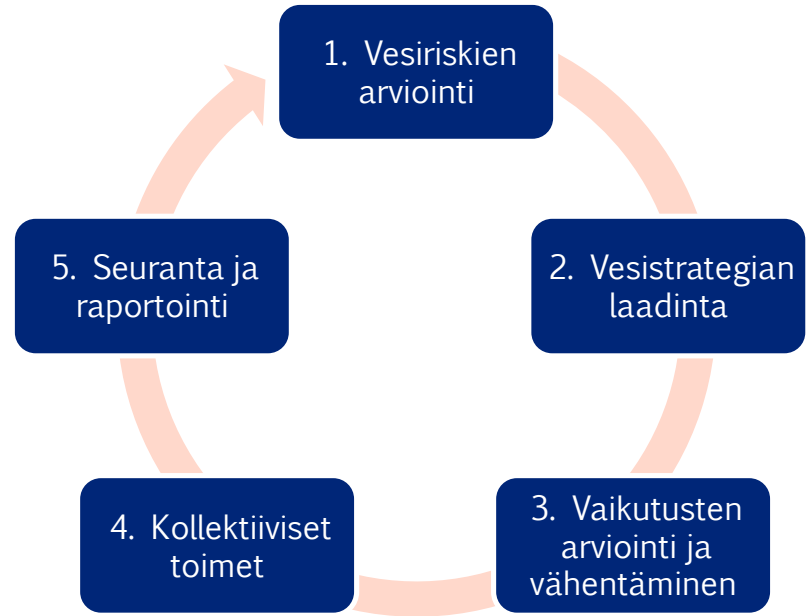 1. Vesiriskien
arviointi
2. Vesistrategian
laadinta
3. Vaikutusten
arviointi ja
vähentäminen
4. Kollektiiviset
toimet
5. Seuranta ja
raportointi